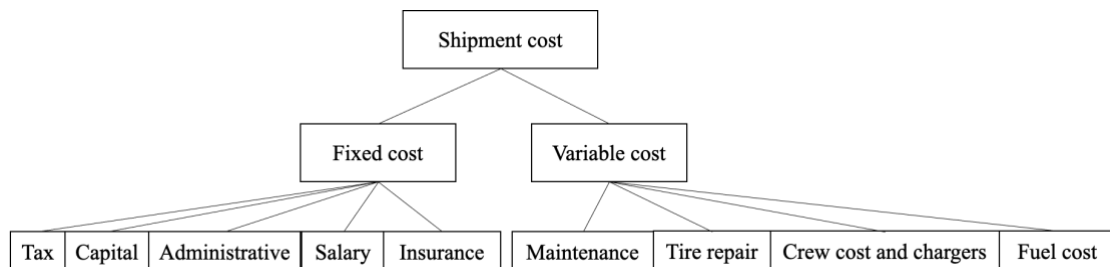 Shipment cost
Fixed cost
Variable cost
Tax
Capital
Administrative
Salary
Insurance
Maintenance
Tire repair
Crew cost and chargers
Fuel cost